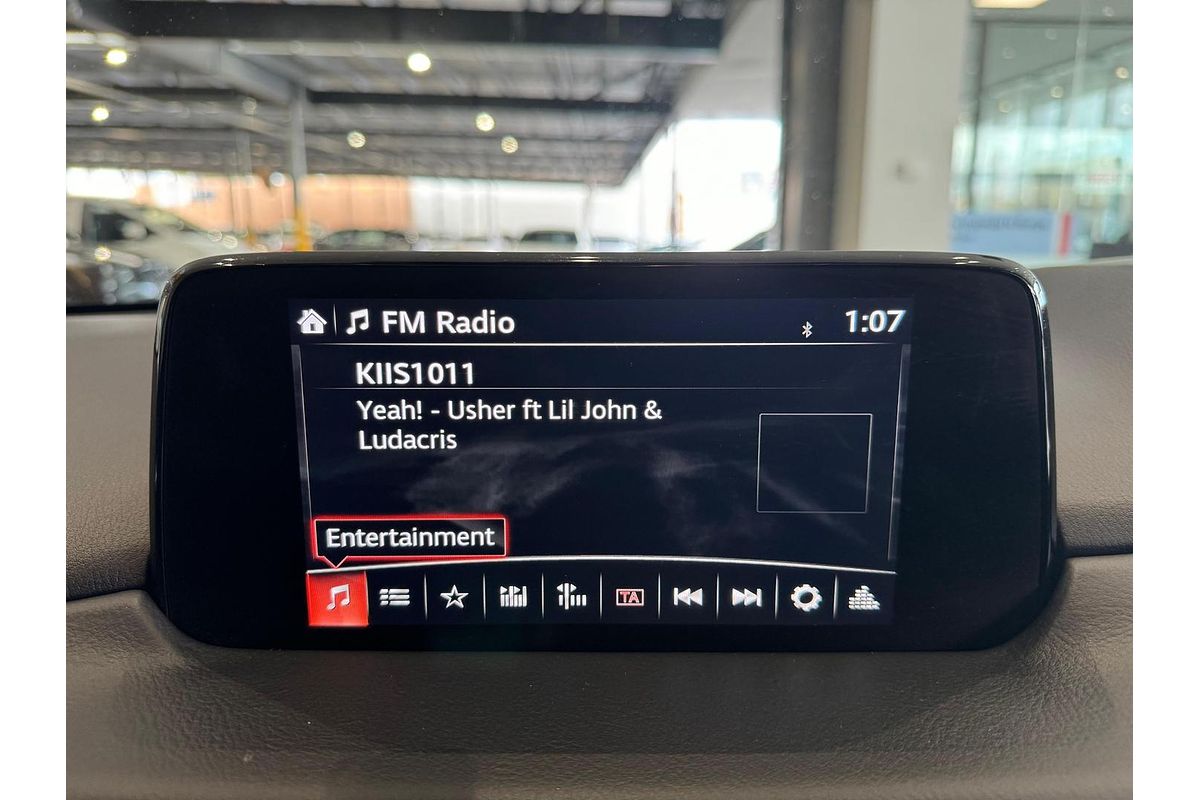 FM Radio
1:07
KIIS1011
Yeah! - Usher ft Lil John &
Ludacris
Entertainment
TA